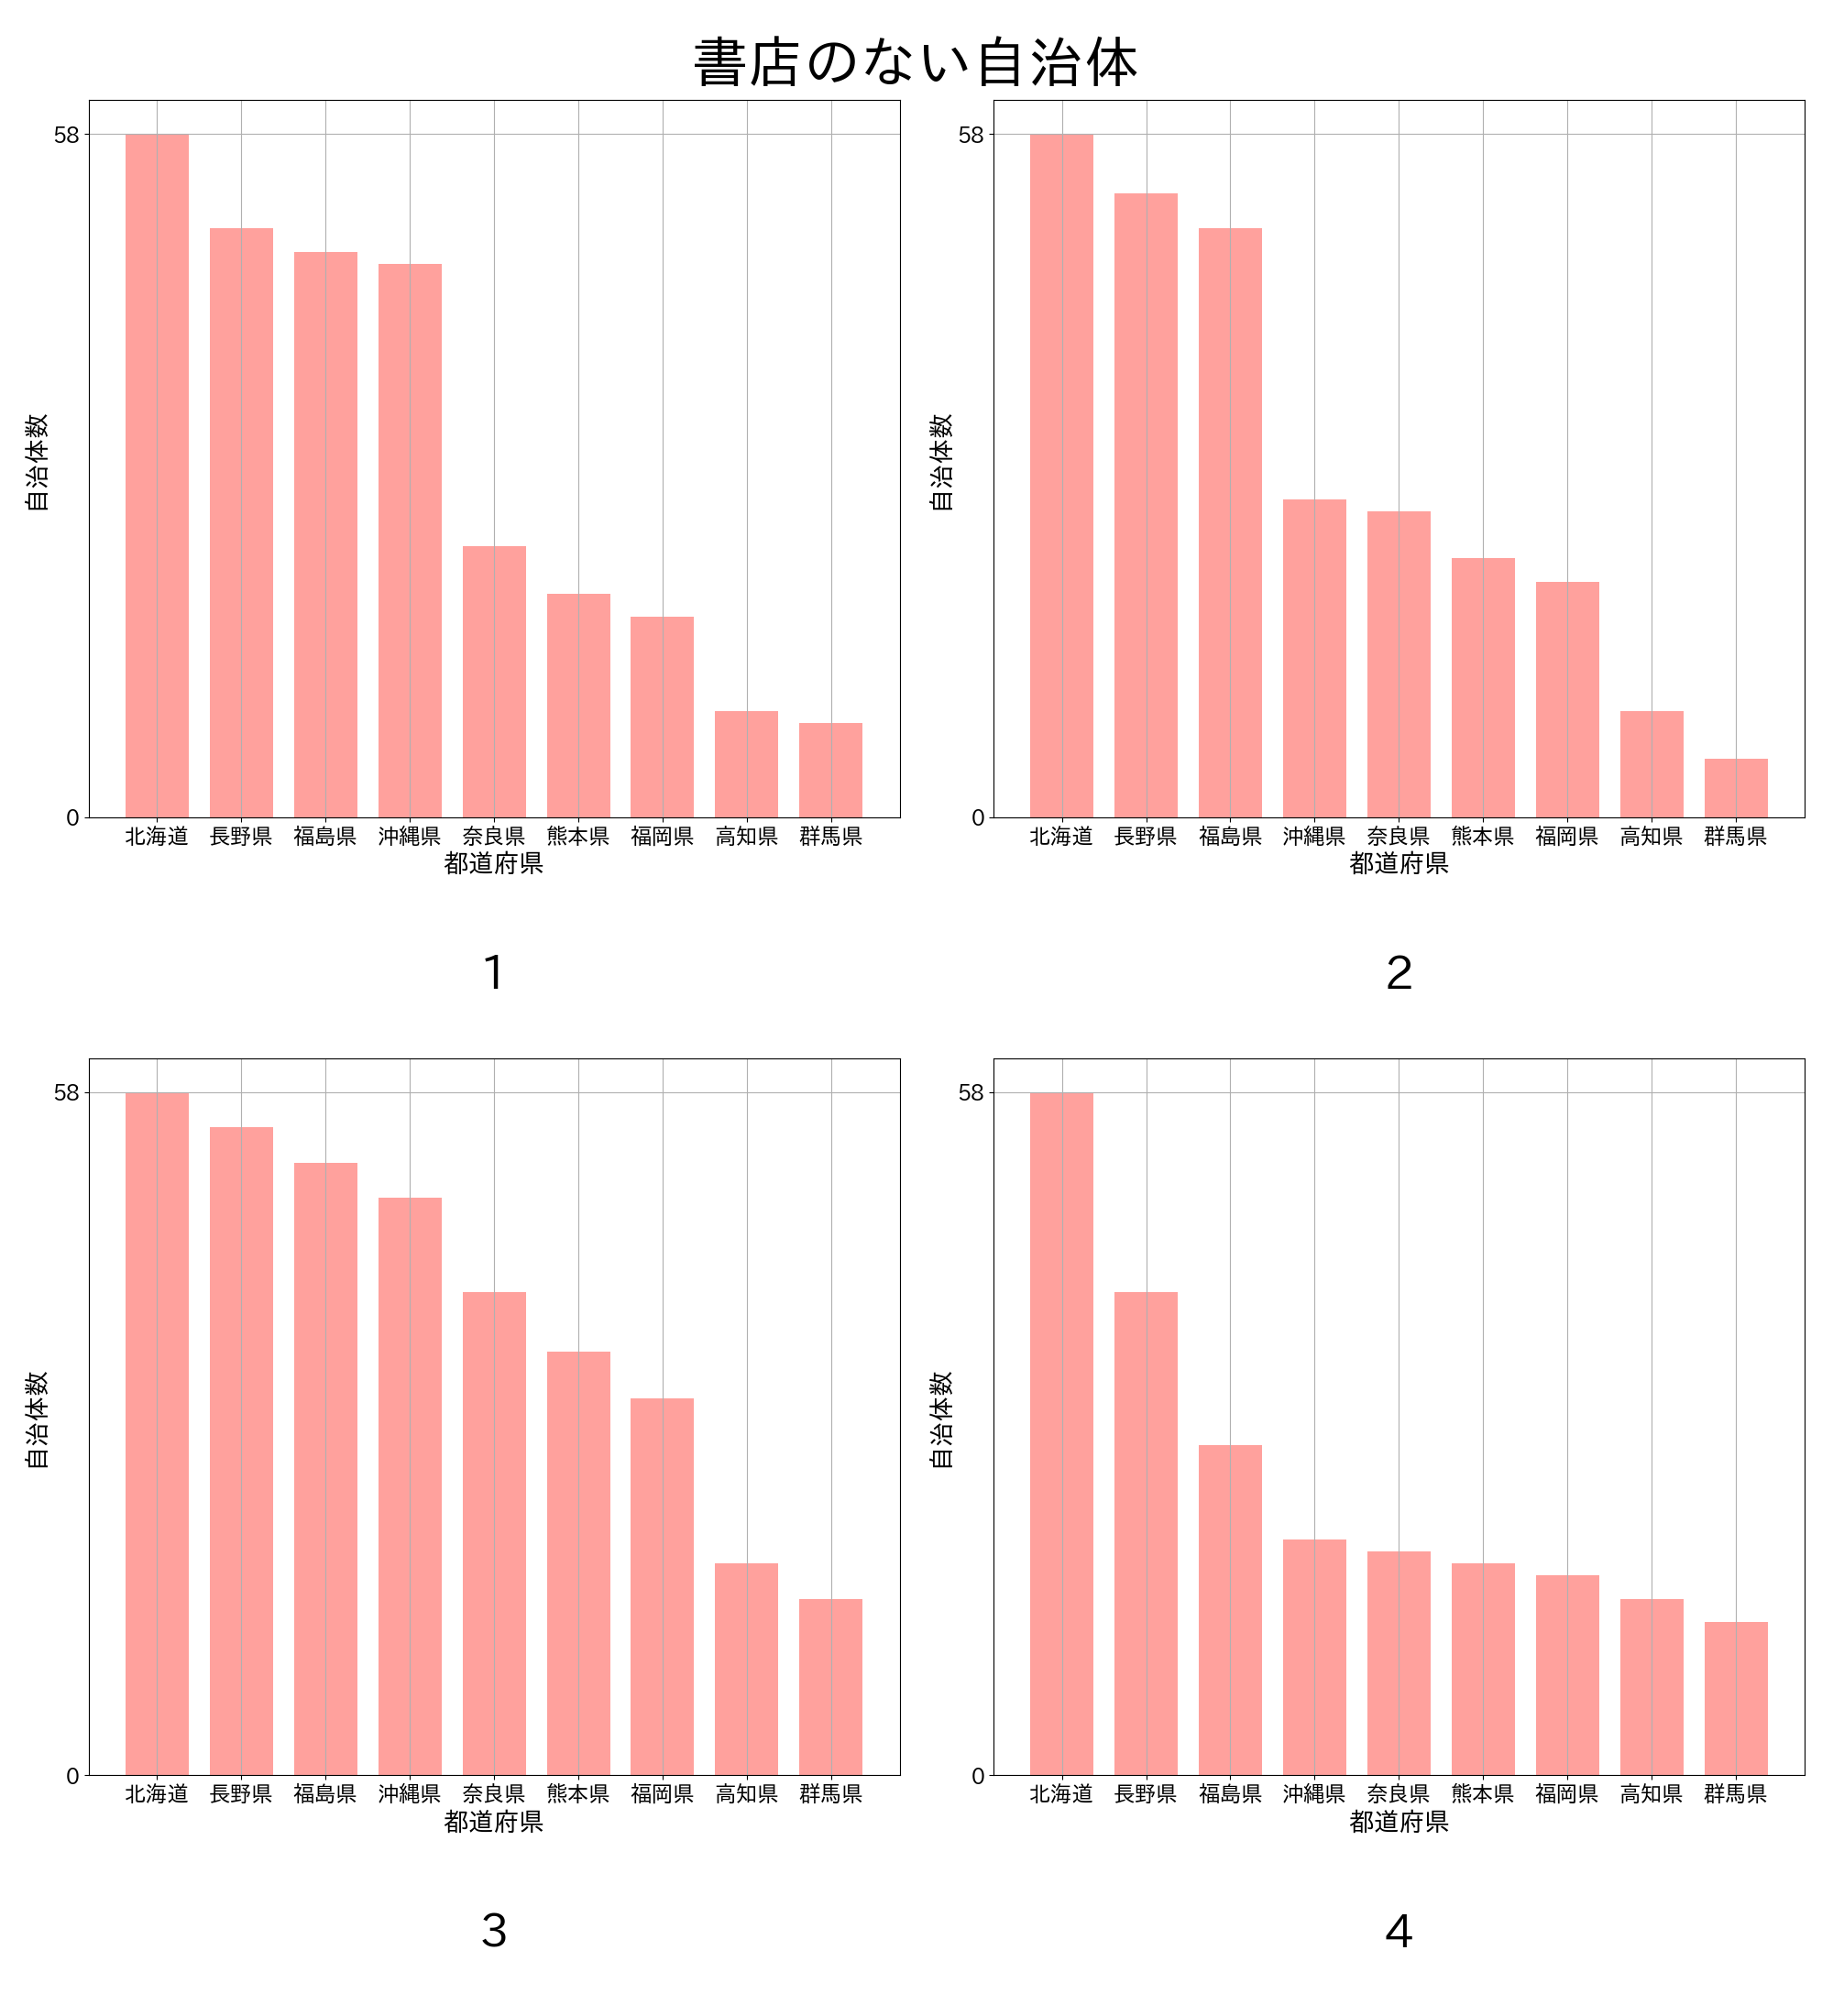 書店のない自治体
58
0
自治体数
北海道 長野県 福島県 沖縄県 奈良県 熊本県 福岡県 高知県 群馬県
都道府県
1
58
0
自治体数
北海道 長野県 福島県 沖縄県 奈良県 熊本県 福岡県 高知県 群馬県
都道府県
2
58
0
自治体数
北海道 長野県 福島県 沖縄県 奈良県 熊本県 福岡県 高知県 群馬県
都道府県
3
58
0
自治体数
北海道 長野県 福島県 沖縄県 奈良県 熊本県 福岡県 高知県 群馬県
都道府県
4